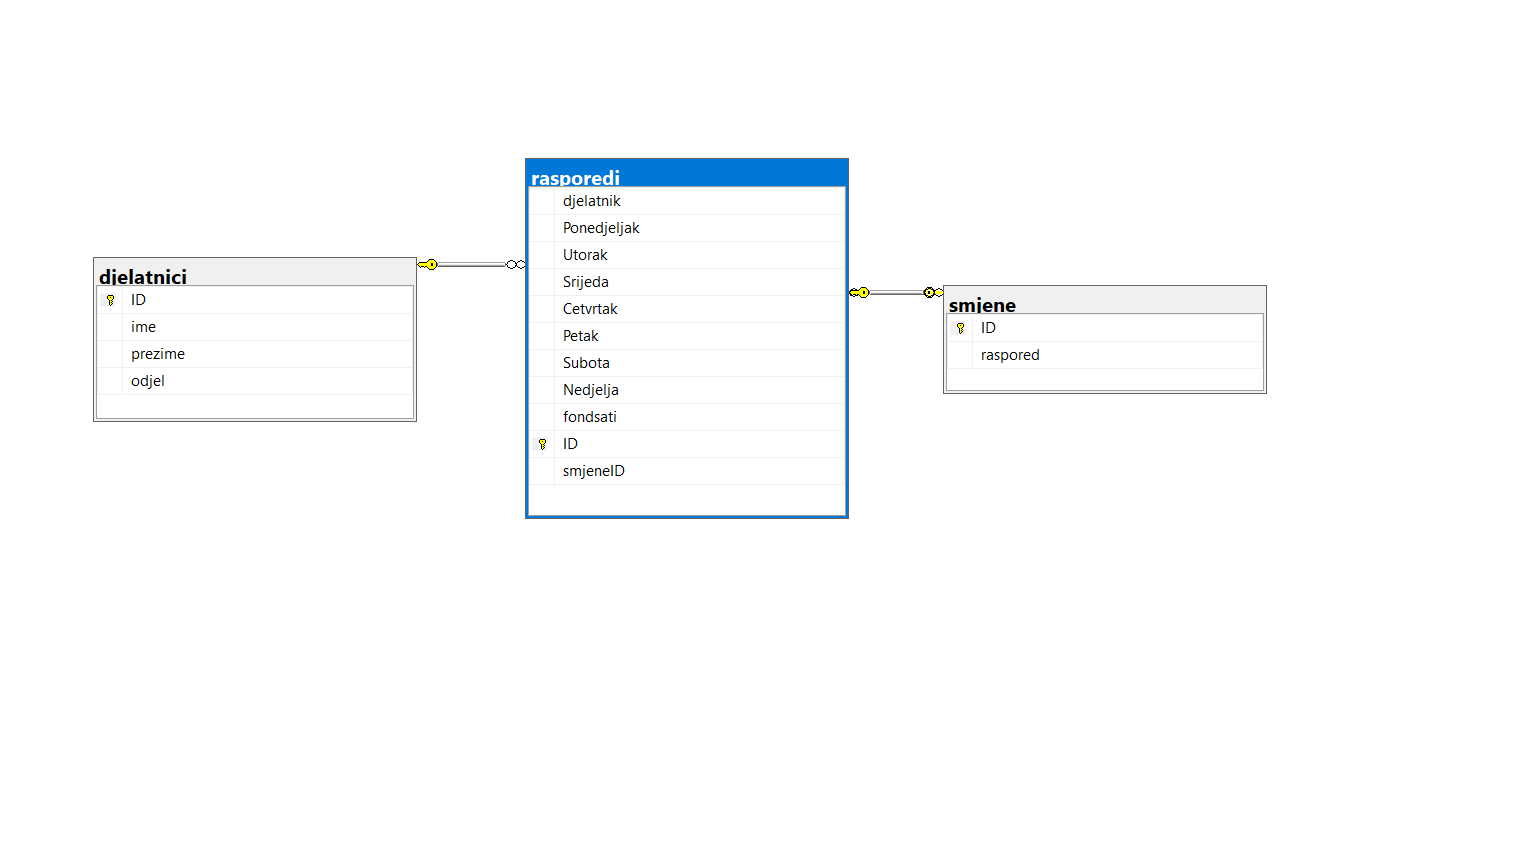 djelatnici
ID
ime
prezime
odjel
rasporedi
djelatnik
Ponedjeljak
Utorak
Srijeda
Cetvrtak
Petak
Subota
Nedjelja
fondsati
ID
smjeneID
smjene
ID
raspored